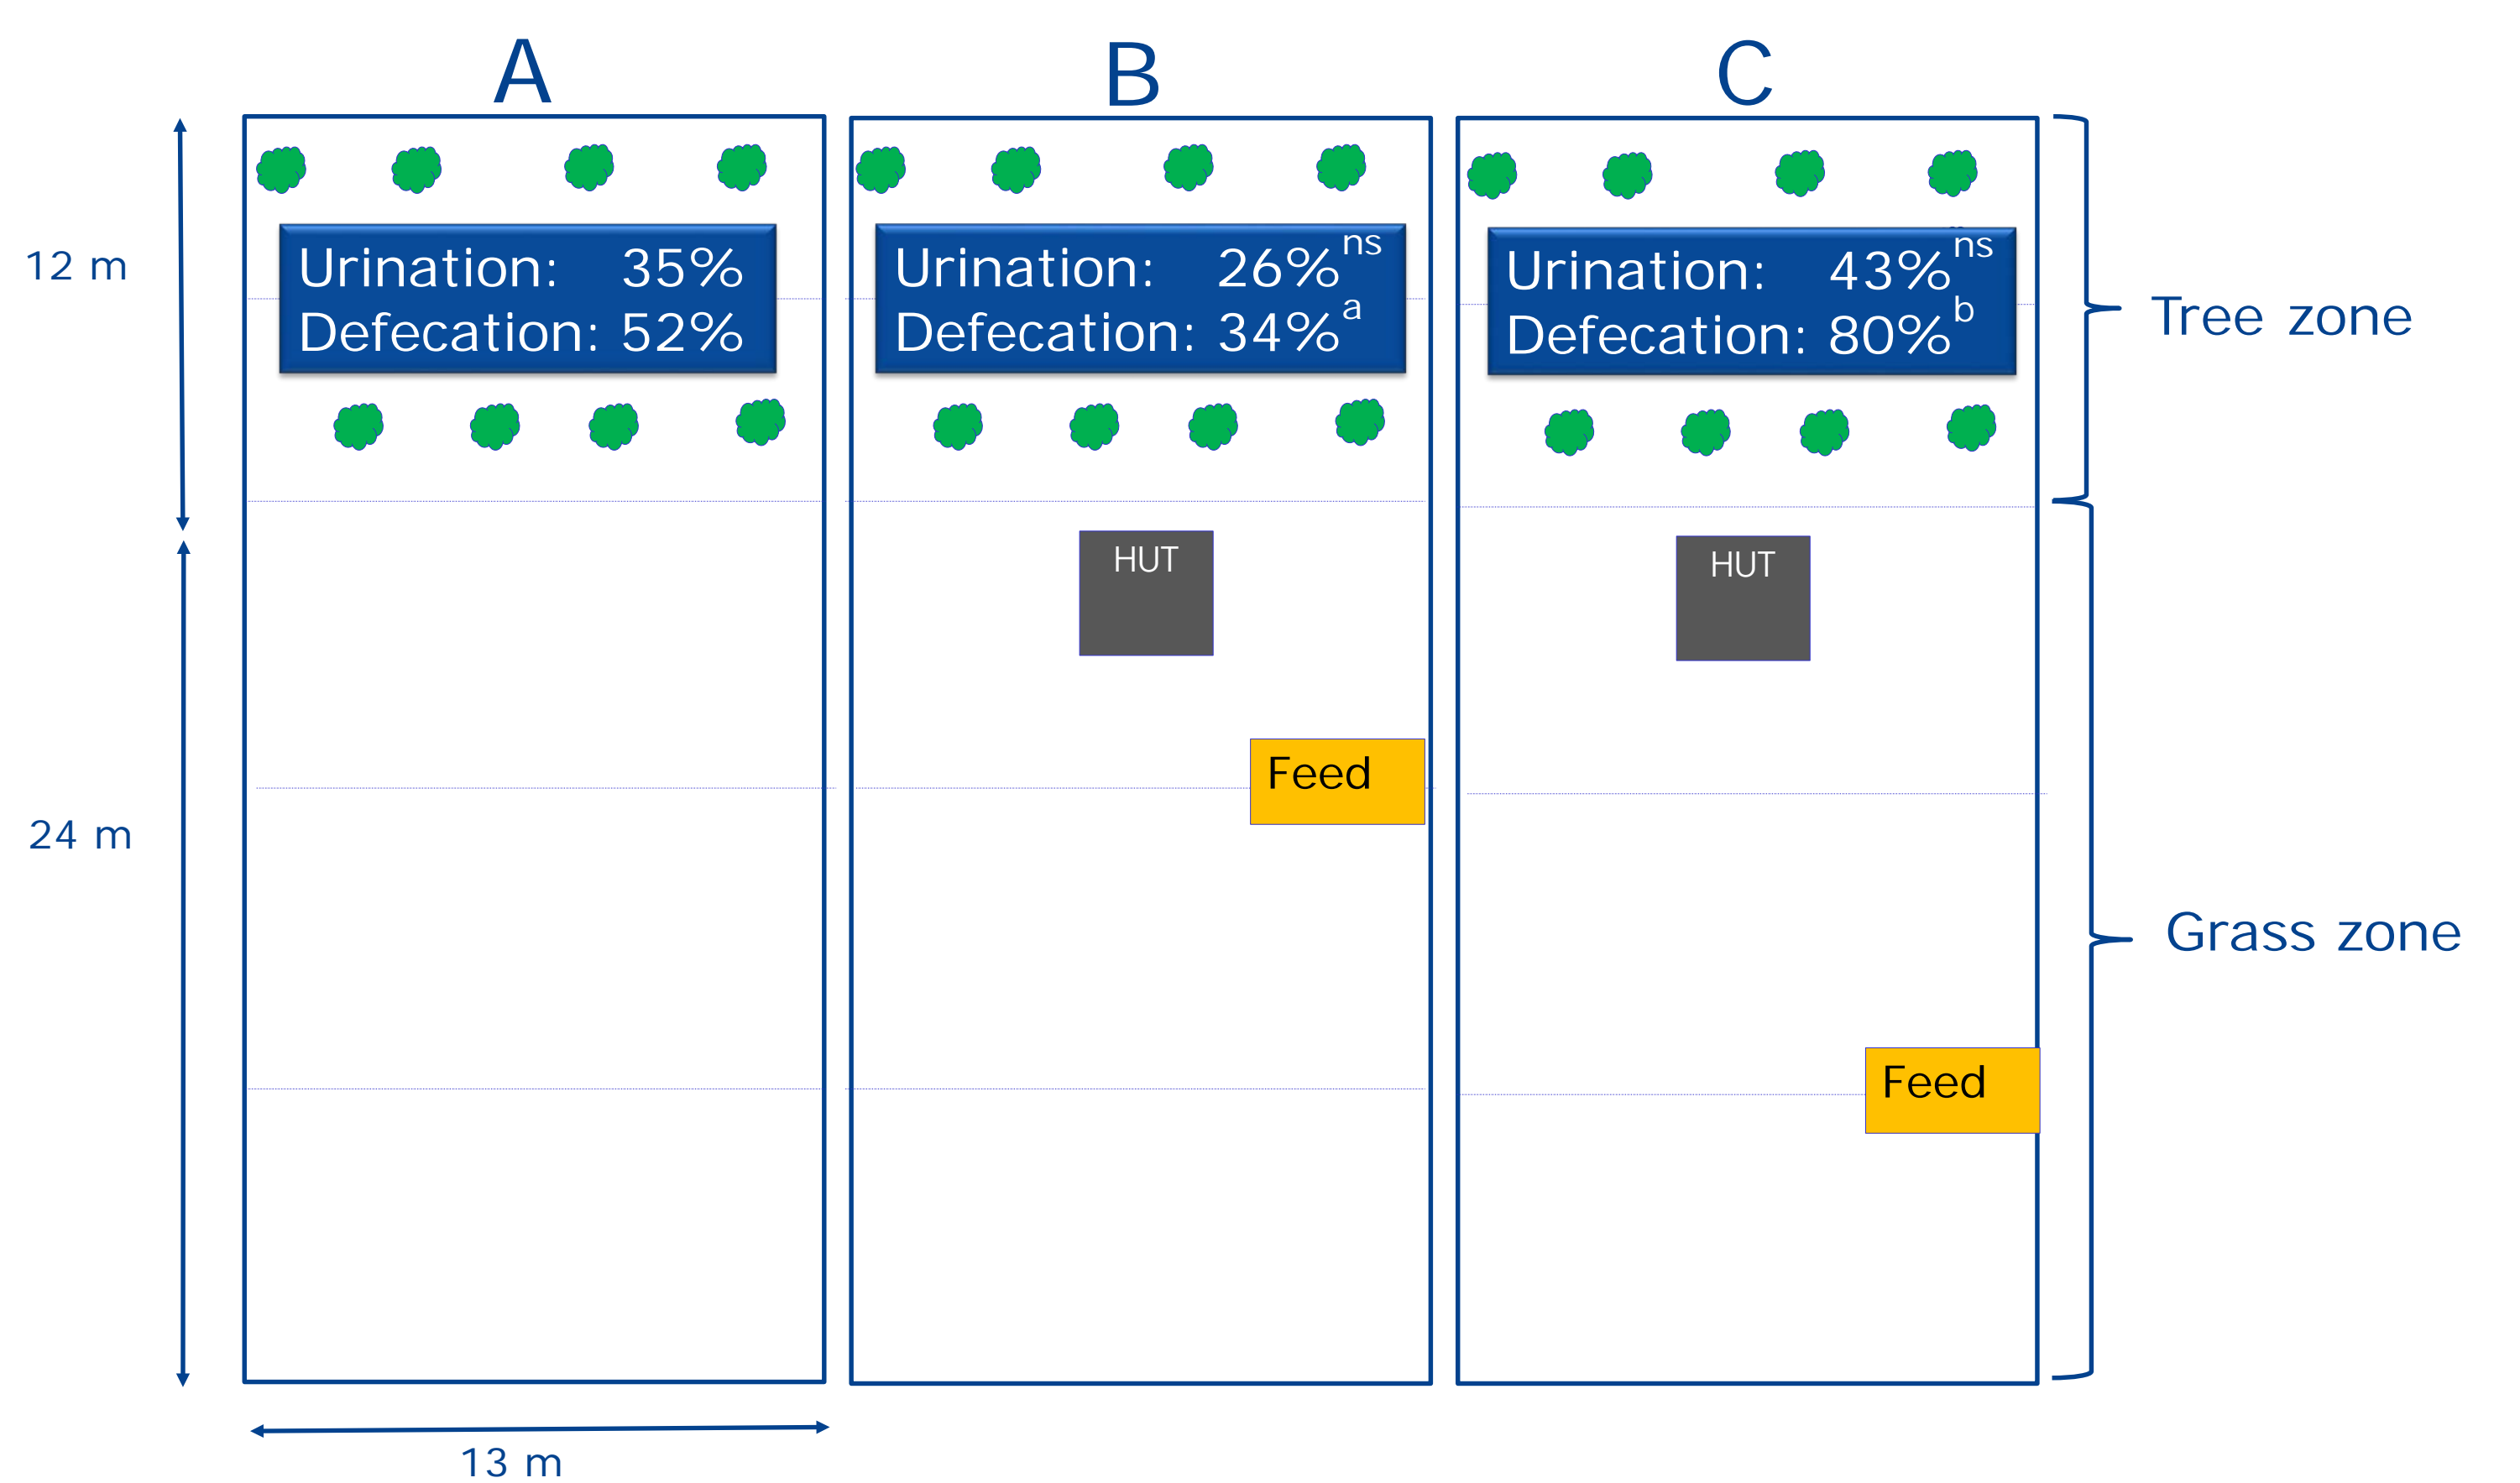 A
B
C
12 m
Urination: 35%
Defecation: 52%
Urination: 26%ns
Defecation: 34%a
Urination: 43%ns
Defecation: 80%b
Tree zone
HUT
HUT
Feed
24 m
Grass zone
Feed
13 m